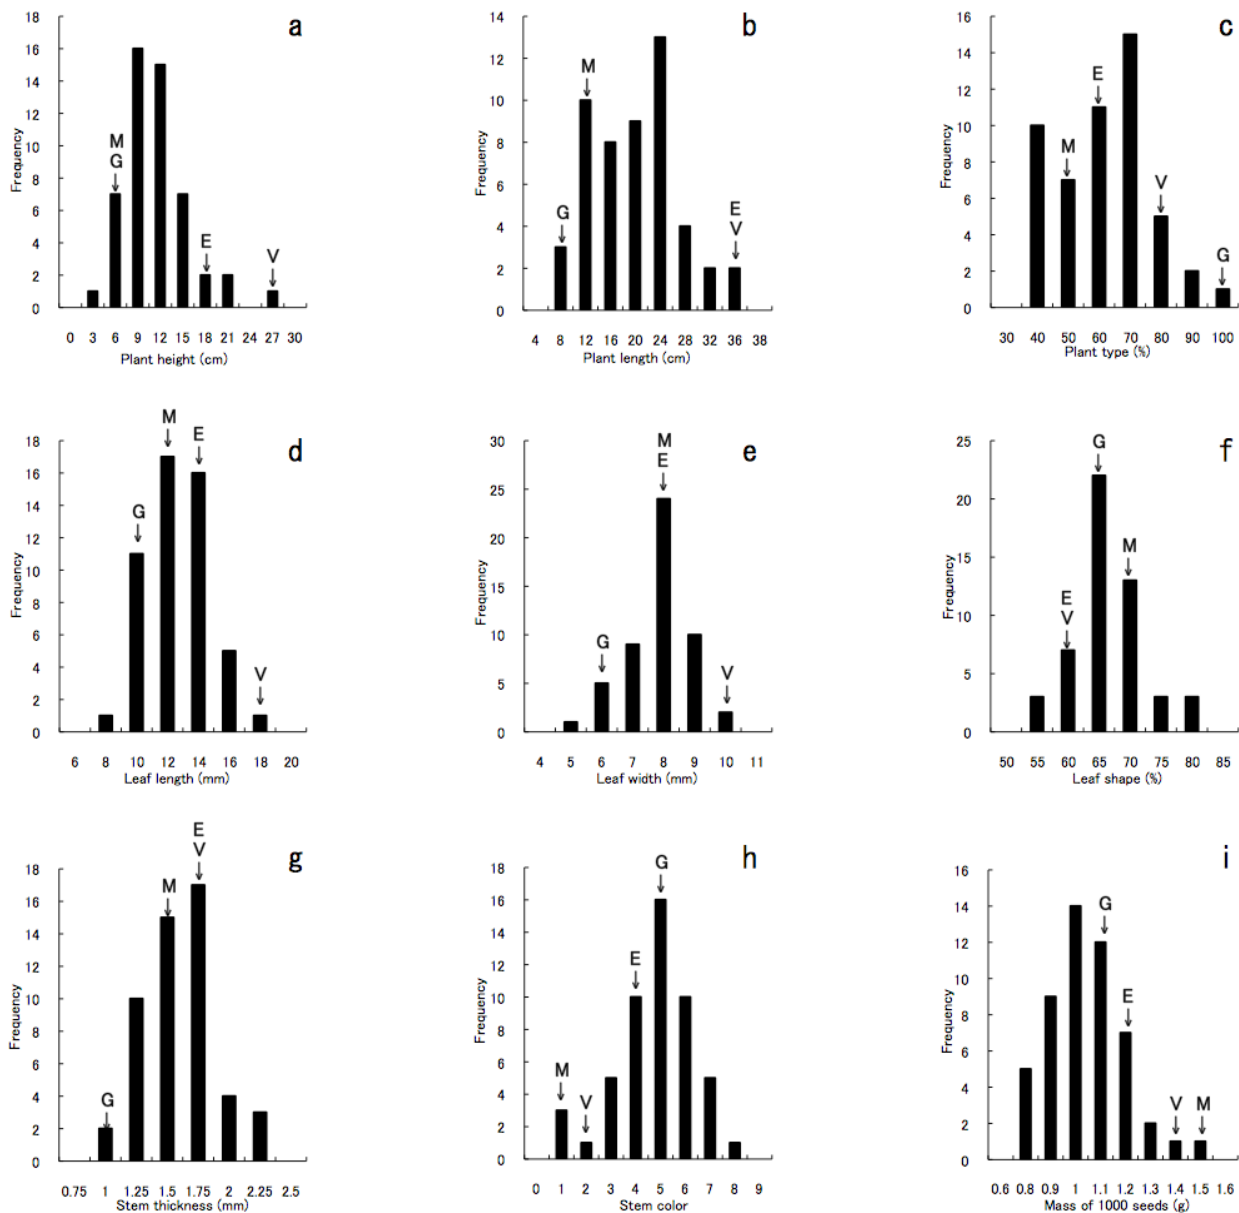 a
Frequency
18
16
14
12
10
8
6
4
2
0
M
G
E
V
0 3 6 9 12 15 18 21 24 27 30
Plant height (cm)
b
Frequency
14
12
10
8
6
4
2
0
G
M
E
V
4 8 12 16 20 24 28 32 36 38
Plant length (cm)
c
Frequency
16
14
12
10
8
6
4
2
0
M
E
V
G
30 40 50 60 70 80 90 100
Plant type (%)
d
Frequency
18
16
14
12
10
8
6
4
2
0
G
M
E
V
6 8 10 12 14 16 18 20
Leaf length (mm)
e
Frequency
30
25
20
30
10
5
0
G
M
E
V
4 5 6 7 8 9 10 11
Leaf width (mm)
f
Frequency
25
20
15
10
5
0
E
V
G
M
50 55 60 65 70 75 80 85
Leaf shape (%)
g
Frequency
18
16
14
12
10
8
6
4
2
0
G
M
E
V
0.75 1 1.25 1.5 1.75 2 2.25 2.5
Stem thickness (mm)
h
Frequency
18
16
14
12
10
8
6
4
2
0
M
V
E
G
0 1 2 3 4 5 6 7 8 9
Stem color
i
Frequency
16
14
12
10
8
6
4
2
0
G
E
V
M
0.6 0.8 0.9 1 1.1 1.2 1.3 1.4 1.5 1.6
Mass of 1000 seeds (g)